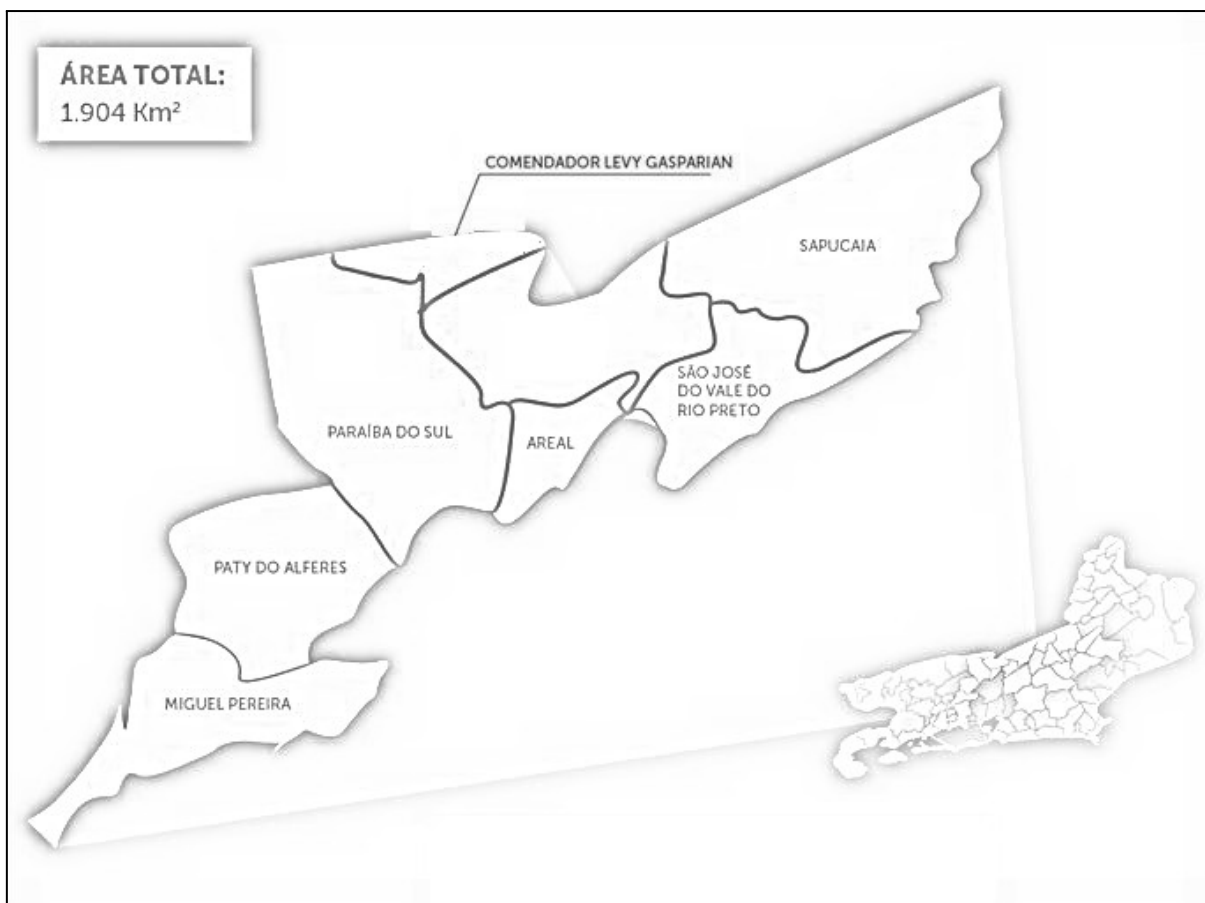 ÁREA TOTAL:
1.904 Km²
COMENDADOR LEVY GASPARIAN
SAPUCAIA
SÃO JOSÉ
DO VALE DO
RIO PRETO
PARAÍBA DO SUL
AREAL
PATY DO ALFERES
MIGUEL PEREIRA